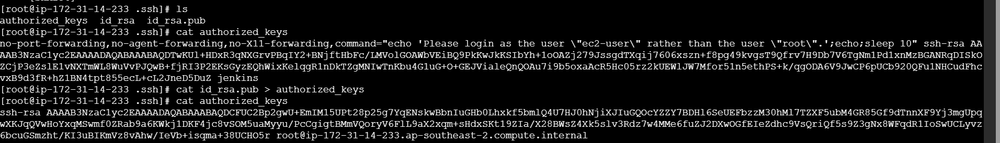 [root@ip-172-31-14-233 .ssh]# ls
authorized_keys  id_rsa  id_rsa.pub
[root@ip-172-31-14-233 .ssh]# cat authorized_keys
no-port-forwarding,no-agent-forwarding,no-X11-forwarding,command="echo 'Please login as the user \"ec2-user\" rather than the user \"root\".';echo;sleep 10" ssh-rsa AA
AAB3NzaC1yc2EAAAADAQABAAABAQDTwKUl+HDxR3qNXGrvPBqIY2+BNjftHbFc/LMVolGOAWbVEiBQ9PkKwJkKSIbYh+1oOAZj279JssgdTXqij7606xszn+f8pg49kvgsT9Qfrv7H9Db7V6TgNm1Pd1xnMzBGANRqDISkO
ZCjP3eZslE1vNXTmWL8WuVvPJQwB+fjRI3P2EKsGyzEQhWixKelqgR1nDkTZgMNIwTnKbu4G1uG+O+GEJVialeQnQOAu7i9b5oxaAcR5Hc05rz2kUEWlJW7Mfor51n5ethPS+k/qgODA6V9JwCP6pUCb920QFu1NHCudFhc
vxB9d3fR+hZ1BN4tpt855ecL+cL2JneD5DuZ jenkins
[root@ip-172-31-14-233 .ssh]# cat id_rsa.pub > authorized_keys
[root@ip-172-31-14-233 .ssh]# cat authorized_keys
ssh-rsa AAAAB3NzaC1yc2EAAAADAQABAAABAQDCFUC2Bp2gwU+EmIM15UPt28p25g7YqENskwBbnIuGHb0Lhxkf5bmlQ4U7HJ0hNjiXJIuGQOcYZZY7BDHl6SeUEFbzzM30hMl7TZXF5ubM4GR85Gf9dTnnXF9Yj3mgUpq
wXKJqQVwHoYxqMSwmf0ZRab9a6KWkj1DKF4jc8vSOM5uaMyyu/PcCgigtBMmVQoryV6FlL9aX2xqm+sHdxSKt19ZIa/X28BWsZ4Xk5slv3Rdz7w4MMe6fuZJ2DXwOGfEIeZdhc9VsQriQf5s9Z3gNx8WFqdR1IoSwUCLyvz
6bcuGSmzht/KI3uBIKmVz8vAhw/IeVb+isqma+38UCHO5r root@ip-172-31-14-233.ap-southeast-2.compute.internal